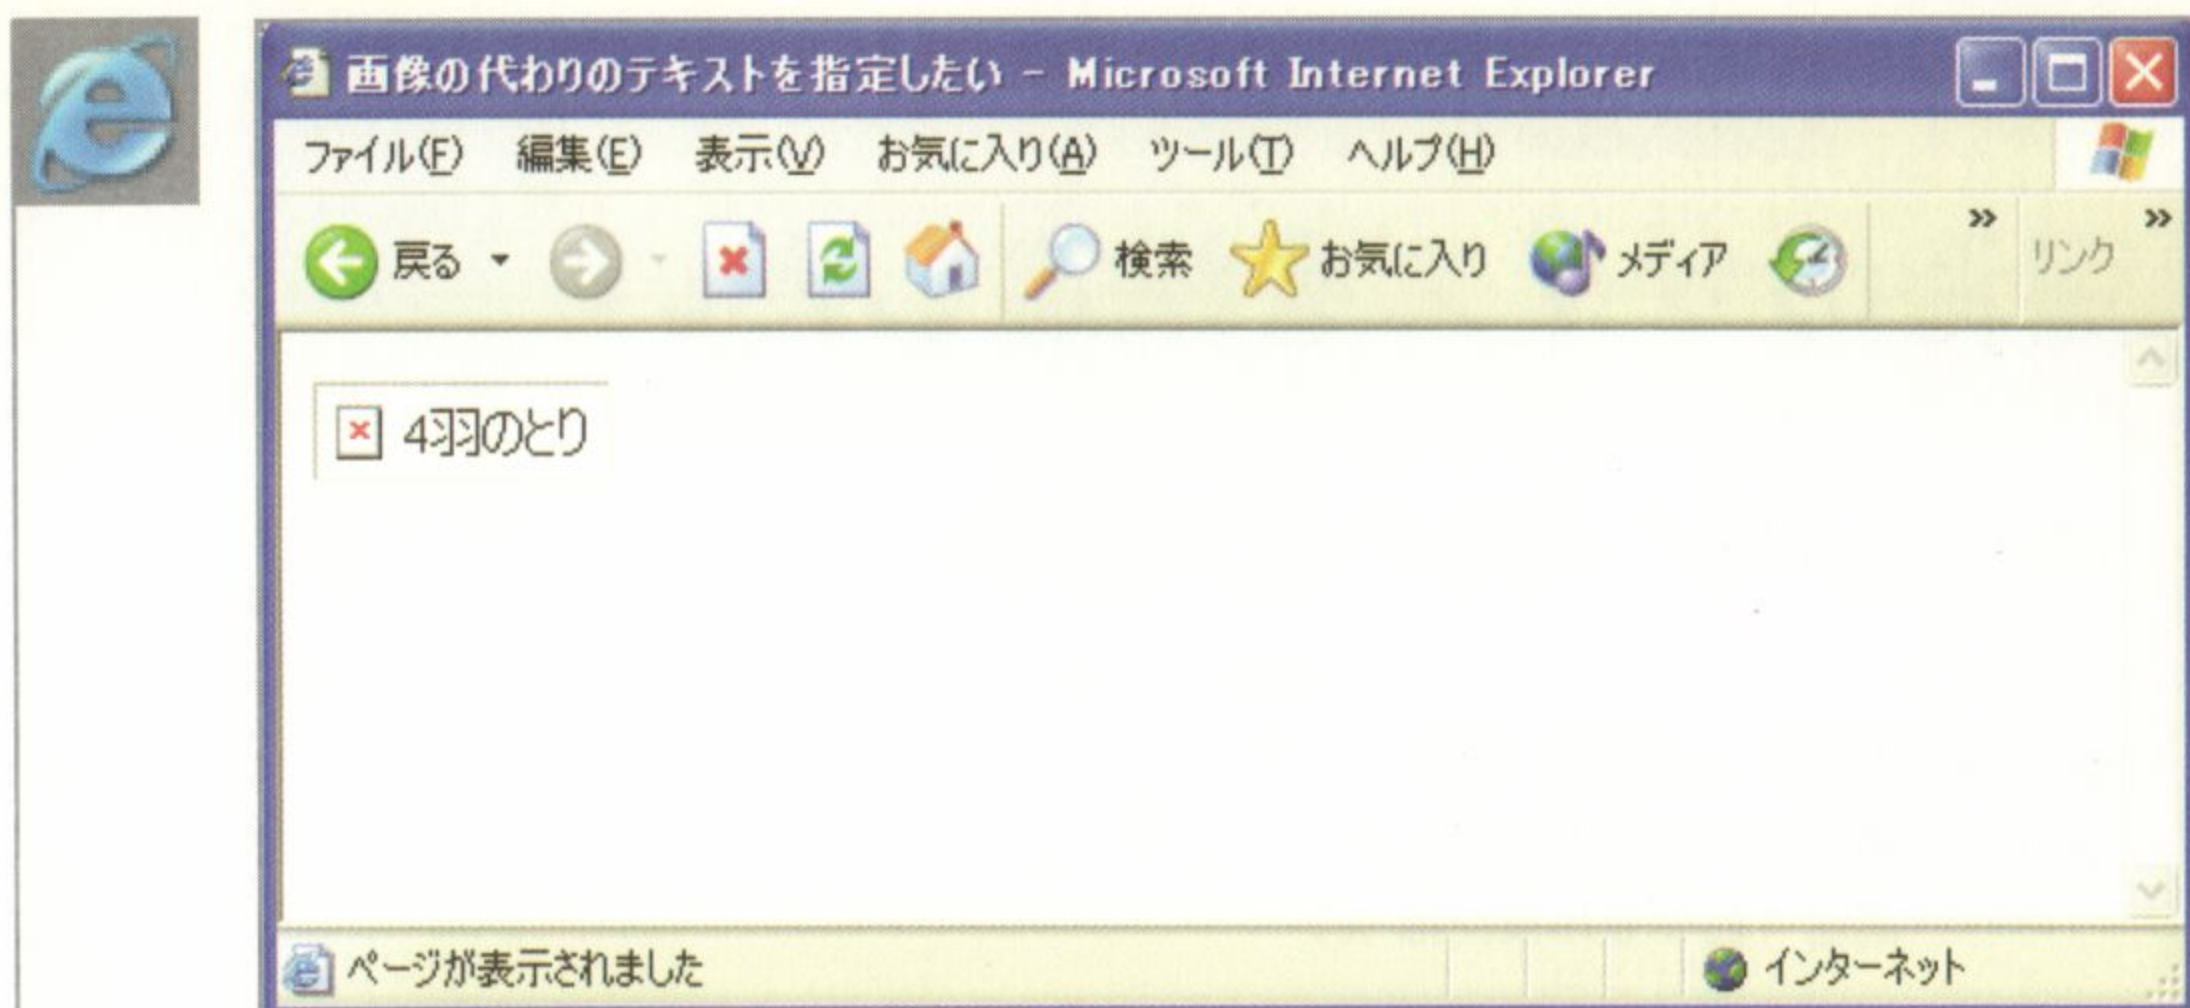 画像の代わりのテキストを指定したい - Microsoft Internet Explorer
ファイル(F) 編集(E) 表示(V) お気に入り(A) ツール(T) ヘルプ(H)
戻る 検索 お気に入り メディア » リンク »
4羽のとり
ページが表示されました インターネット